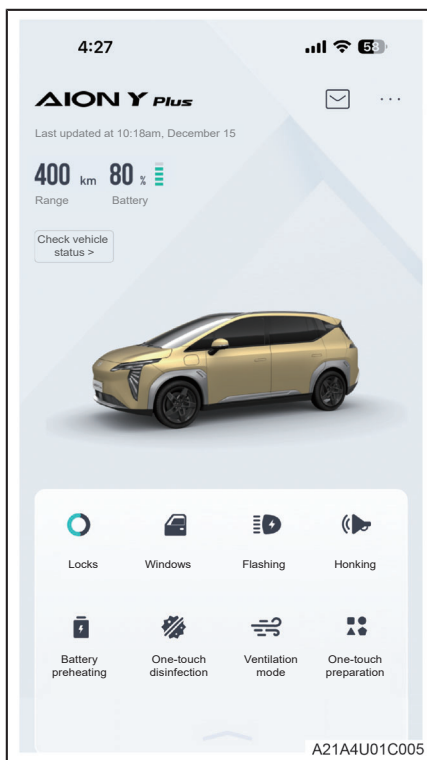 4:27 58
AION Y Plus
Last updated at 10:18am, December 15
400 km 80 %
Range Battery
Check vehicle
status >
Locks Windows Flashing Honking
Battery One-touch Ventilation One-touch
preheating disinfection mode preparation
A21A4U01C005